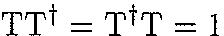 TT† = T†T = 1